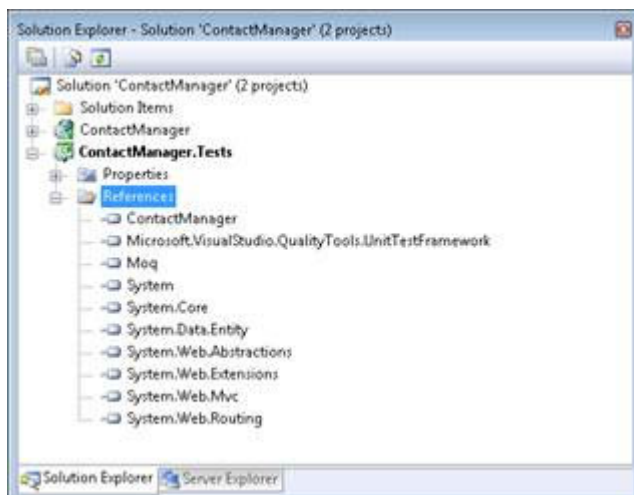 Solution Explorer - Solution 'ContactManager' (2 projects)
Solution 'ContactManager' (2 projects)
Solution Items
ContactManager
ContactManager.Tests
Properties
References
ContactManager
Microsoft.VisualStudio.QualityTools.UnitTestFramework
Moq
System
System.Core
System.Data.Entity
System.Web.Abstractions
System.Web.Extensions
System.Web.Mvc
System.Web.Routing
Solution Explorer Server Explorer